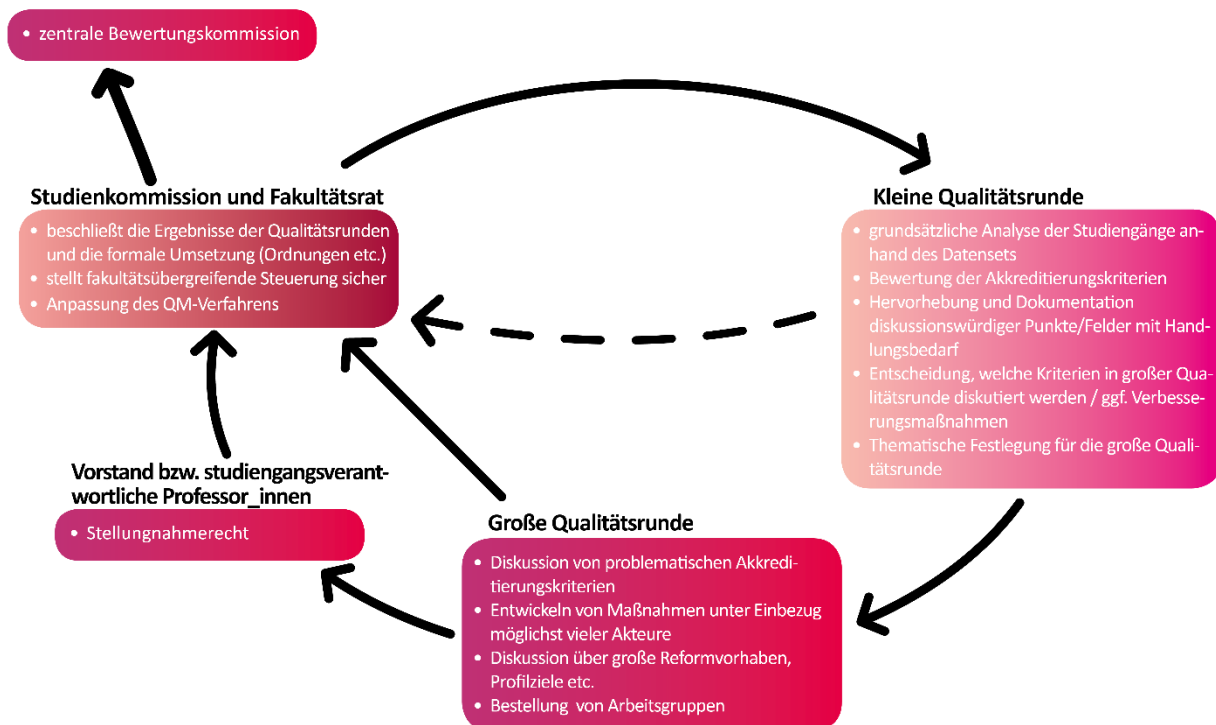 • zentrale Bewertungskommission
Studienkommission und Fakultätsrat
• beschließt die Ergebnisse der Qualitätsrunden
und die formale Umsetzung (Ordnungen etc.)
• stellt fakultätsübergreifende Steuerung sicher
• Anpassung des QM-Verfahrens
Kleine Qualitätsrunde
• grundsätzliche Analyse der Studiengänge an-
hand des Datensets
• Bewertung der Akkreditierungskriterien
• Hervorhebung und Dokumentation
diskussionswürdiger Punkte/Felder mit Hand-
lungsbedarf
• Entscheidung, welche Kriterien in großer Qua-
litätsrunde diskutiert werden / ggf. Verbesse-
rungsmaßnahmen
• Thematische Festlegung für die große Quali-
tätsrunde
Vorstand bzw. studiengangsverant-
wortliche Professor_innen
• Stellungnahmerecht
Große Qualitätsrunde
• Diskussion von problematischen Akkredi-
tierungskriterien
• Entwickeln von Maßnahmen unter Einbezug
möglichst vieler Akteure
• Diskussion über große Reformvorhaben,
Profilziele etc.
• Bestellung von Arbeitsgruppen